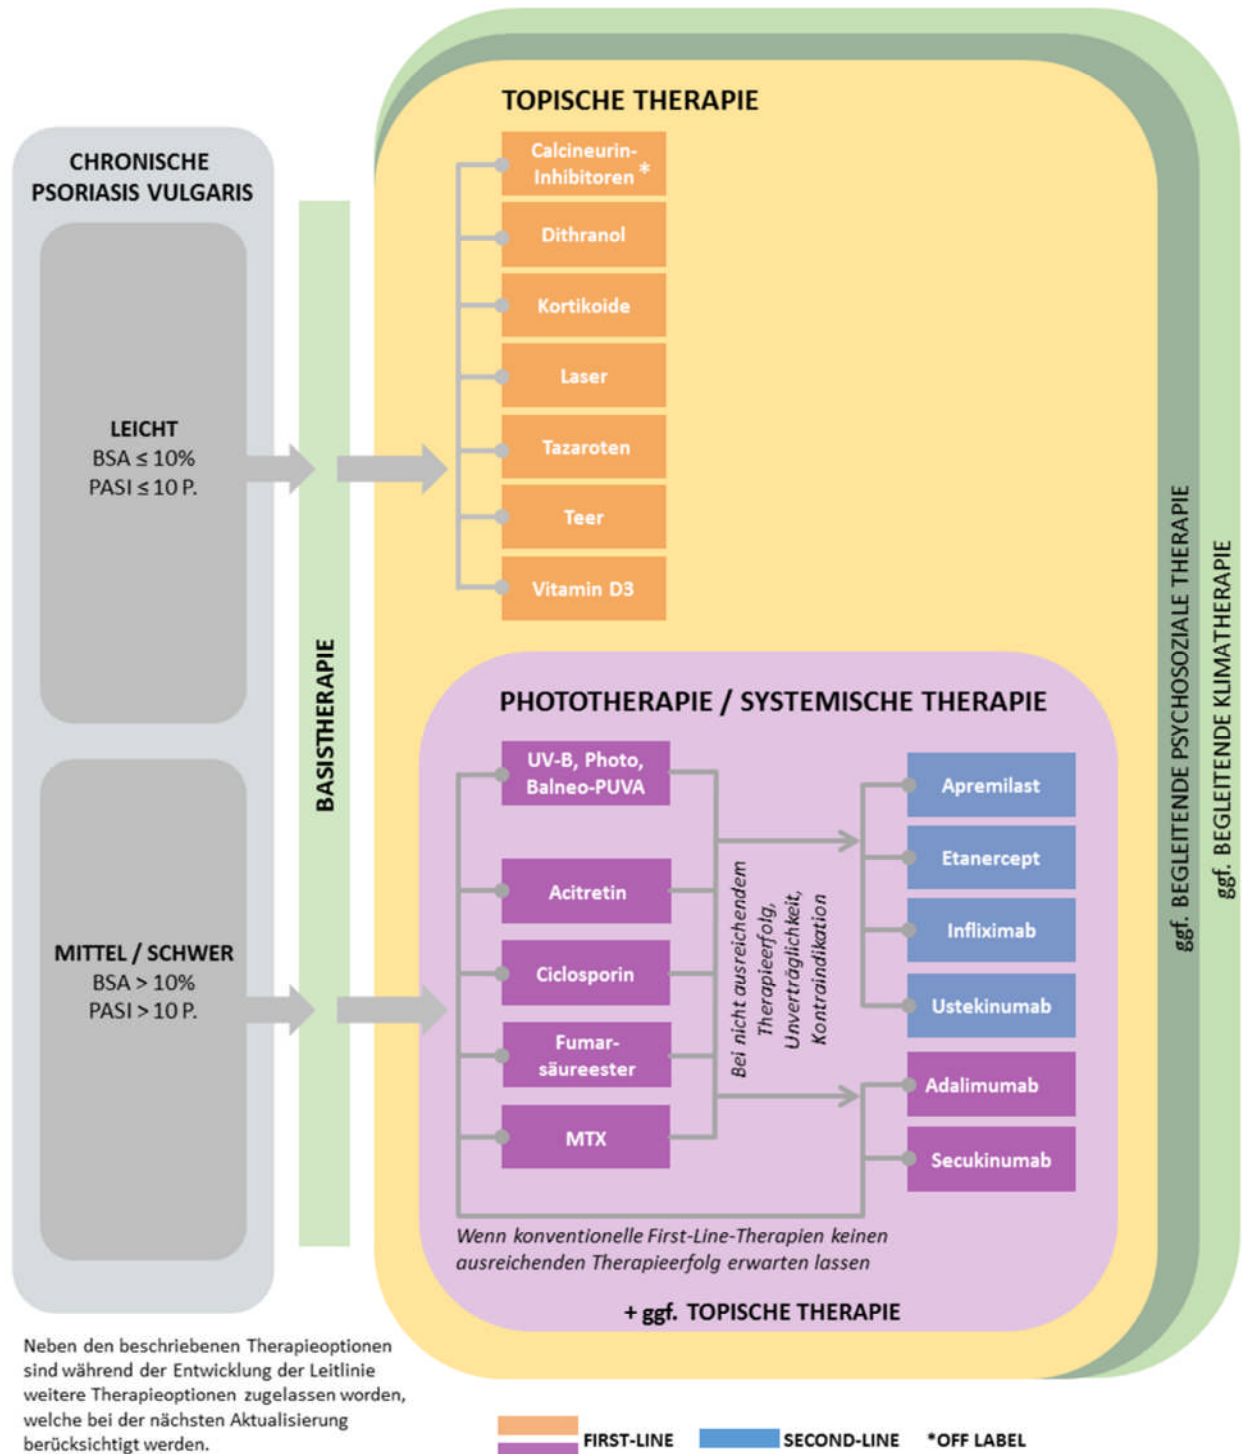 TOPISCHE THERAPIE
CHRONISCHE
PSORIASIS VULGARIS
Calcineurin-
Inhibitoren *
Dithranol
Kortikoide
Laser
Tazaroten
Teer
Vitamin D3
LEICHT
BSA ≤ 10%
PASI ≤ 10 P.
BASISTHERAPIE
PHOTOTHERAPIE / SYSTEMISCHE THERAPIE
UV-B, Photo,
Balneo-PUVA
Acitretin
Ciclosporin
Fumar-
säureester
MTX
Bei nicht ausreichendem
Therapieerfolg,
Unverträglichkeit,
Kontraindikation
Apremilast
Etanercept
Infliximab
Ustekinumab
Adalimumab
Secukinumab
MITTEL / SCHWER
BSA > 10%
PASI > 10 P.
Wenn konventionelle First-Line-Therapien keinen
ausreichenden Therapieerfolg erwarten lassen
+ ggf. TOPISCHE THERAPIE
ggf. BEGLEITENDE PSYCHOSOZIALE THERAPIE
ggf. BEGLEITENDE KLIMATHERAPIE
Neben den beschriebenen Therapieoptionen
sind während der Entwicklung der Leitlinie
weitere Therapieoptionen zugelassen worden,
welche bei der nächsten Aktualisierung
berücksichtigt werden.
FIRST-LINE
SECOND-LINE
*OFF LABEL